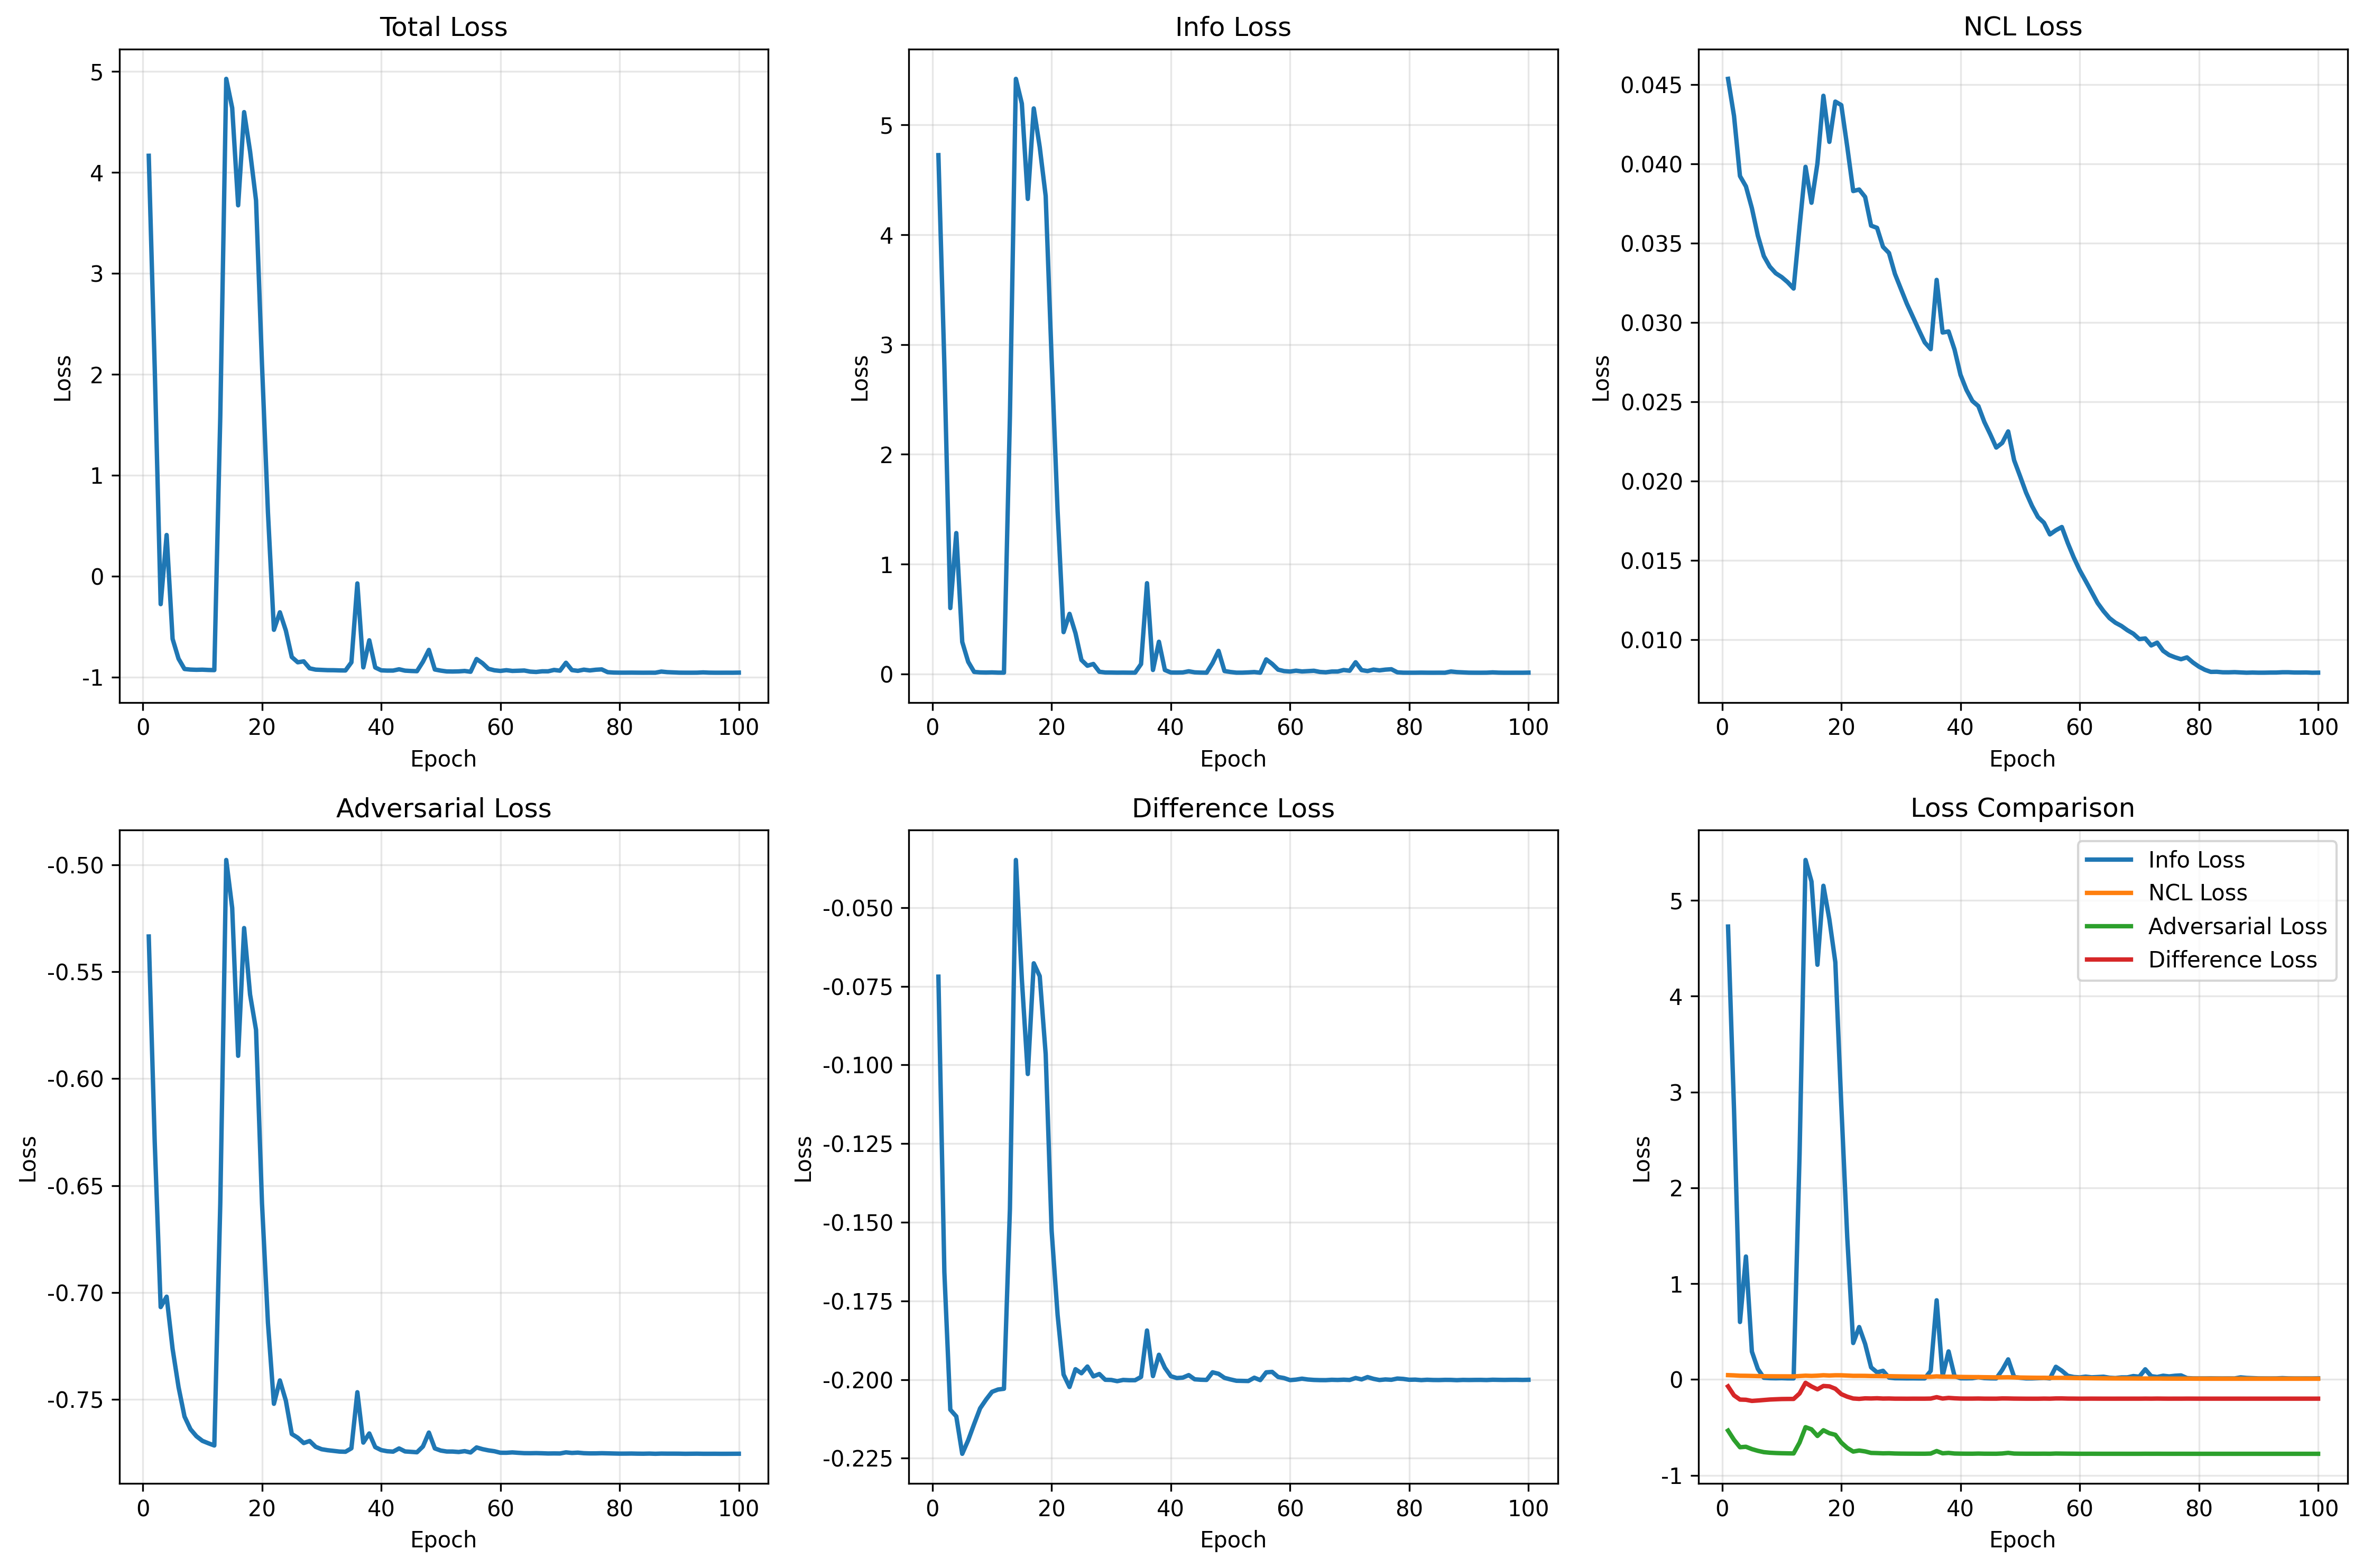 Total Loss
5
4
3
2
1
0
-1
Loss
0 20 40 60 80 100
Epoch
Info Loss
5
4
3
2
1
0
Loss
0 20 40 60 80 100
Epoch
NCL Loss
0.045
0.040
0.035
0.030
0.025
0.020
0.015
0.010
Loss
0 20 40 60 80 100
Epoch
Adversarial Loss
-0.50
-0.55
-0.60
-0.65
-0.70
-0.75
Loss
0 20 40 60 80 100
Epoch
Difference Loss
-0.050
-0.075
-0.100
-0.125
-0.150
-0.175
-0.200
-0.225
Loss
0 20 40 60 80 100
Epoch
Loss Comparison
Info Loss
NCL Loss
Adversarial Loss
Difference Loss
5
4
3
2
1
0
-1
Loss
0 20 40 60 80 100
Epoch